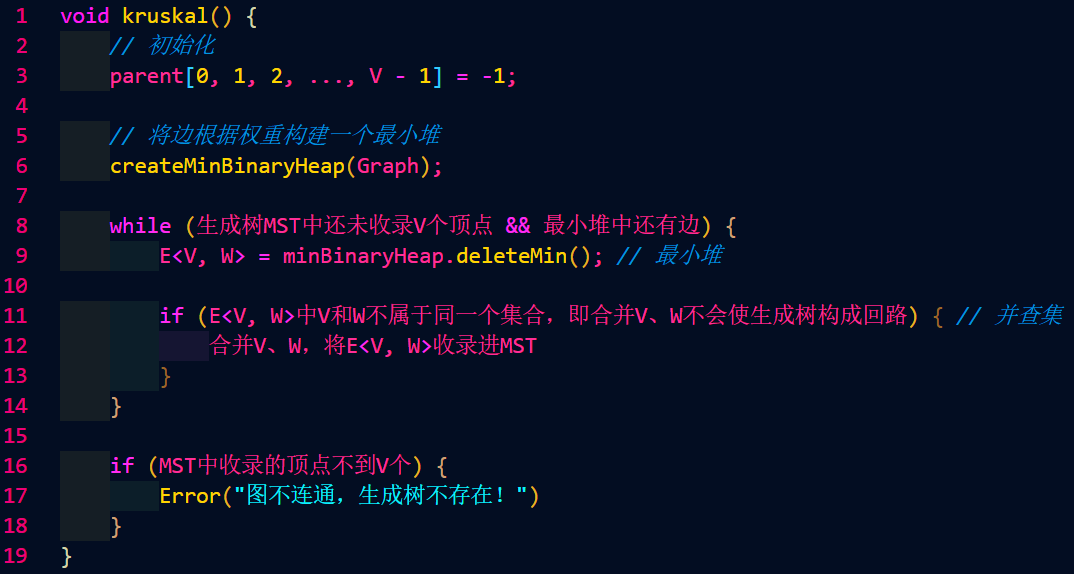 1 void kruskal() {
2 // 初始化
3 parent[0, 1, 2, ..., V - 1] = -1;
4
5 // 将边根据权重构建一个最小堆
6 createMinBinaryHeap(Graph);
7
8 while (生成树MST中还未收录V个顶点 && 最小堆中还有边) {
9 E<V, W> = minBinaryHeap.deleteMin(); // 最小堆
10
11 if (E<V, W>中V和W不属于同一个集合，即合并V、W不会使生成树构成回路) { // 并查集
12 合并V、W，将E<V, W>收录进MST
13 }
14 }
15
16 if (MST中收录的顶点不到V个) {
17 Error("图不连通，生成树不存在！")
18 }
19 }